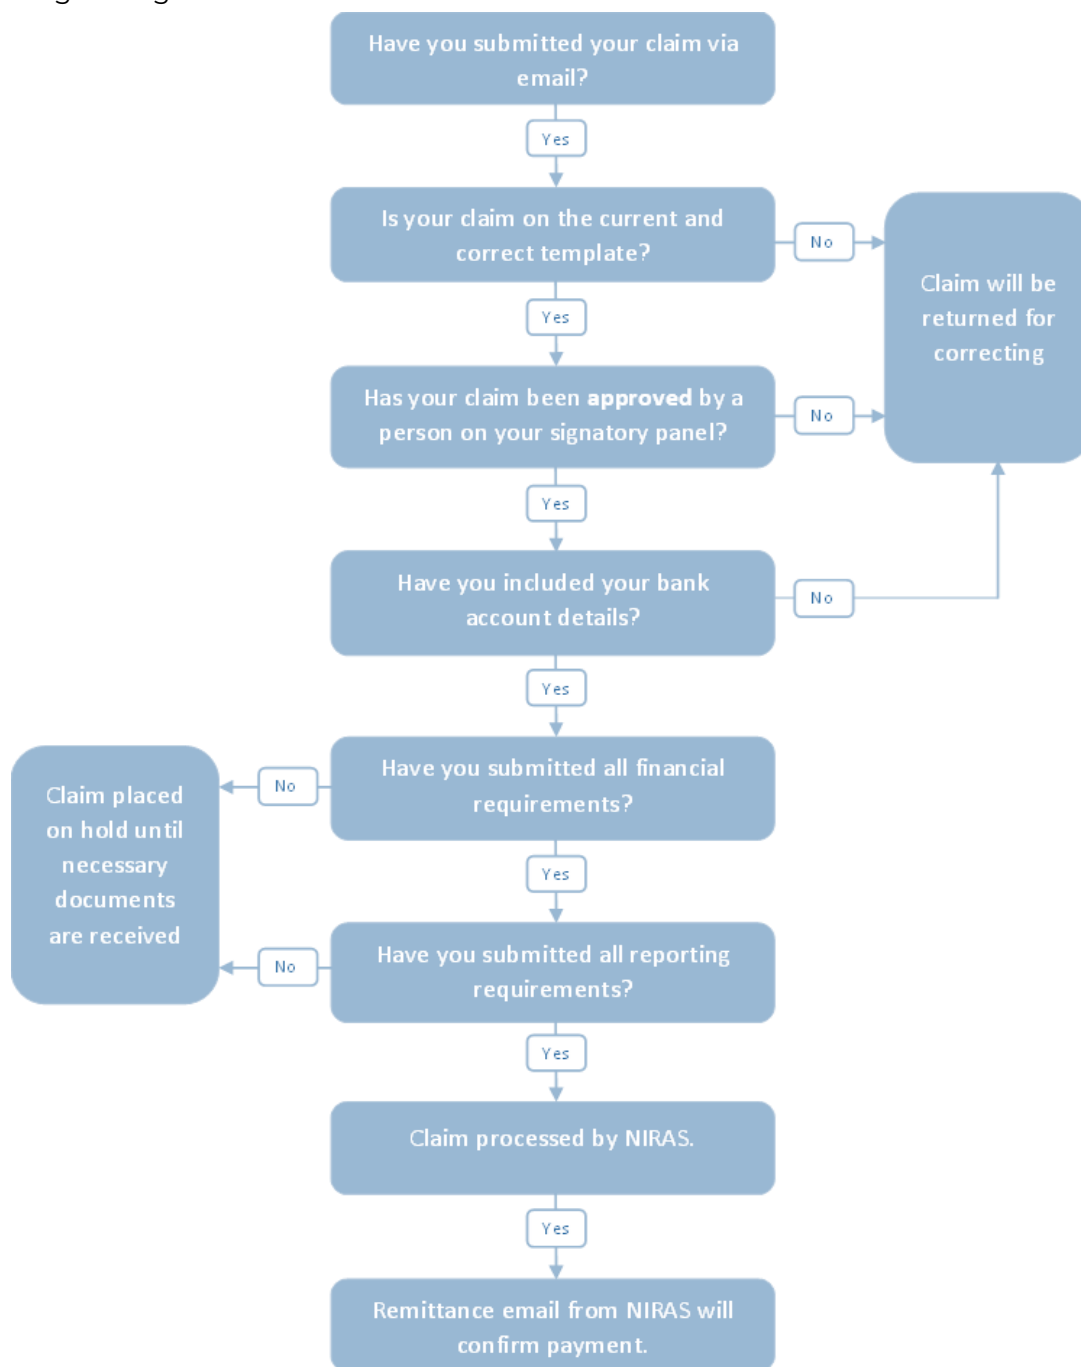 Have you submitted your claim via
email?
Yes
Is your claim on the current and
correct template?
No
Claim will be
returned for
correcting
Yes
Has your claim been approved by a
person on your signatory panel?
No
Yes
Have you included your bank
account details?
No
Yes
Have you submitted all financial
requirements?
No
Claim placed
on hold until
necessary
documents
are received
Yes
Have you submitted all reporting
requirements?
No
Yes
Claim processed by NIRAS.
Yes
Remittance email from NIRAS will
confirm payment.